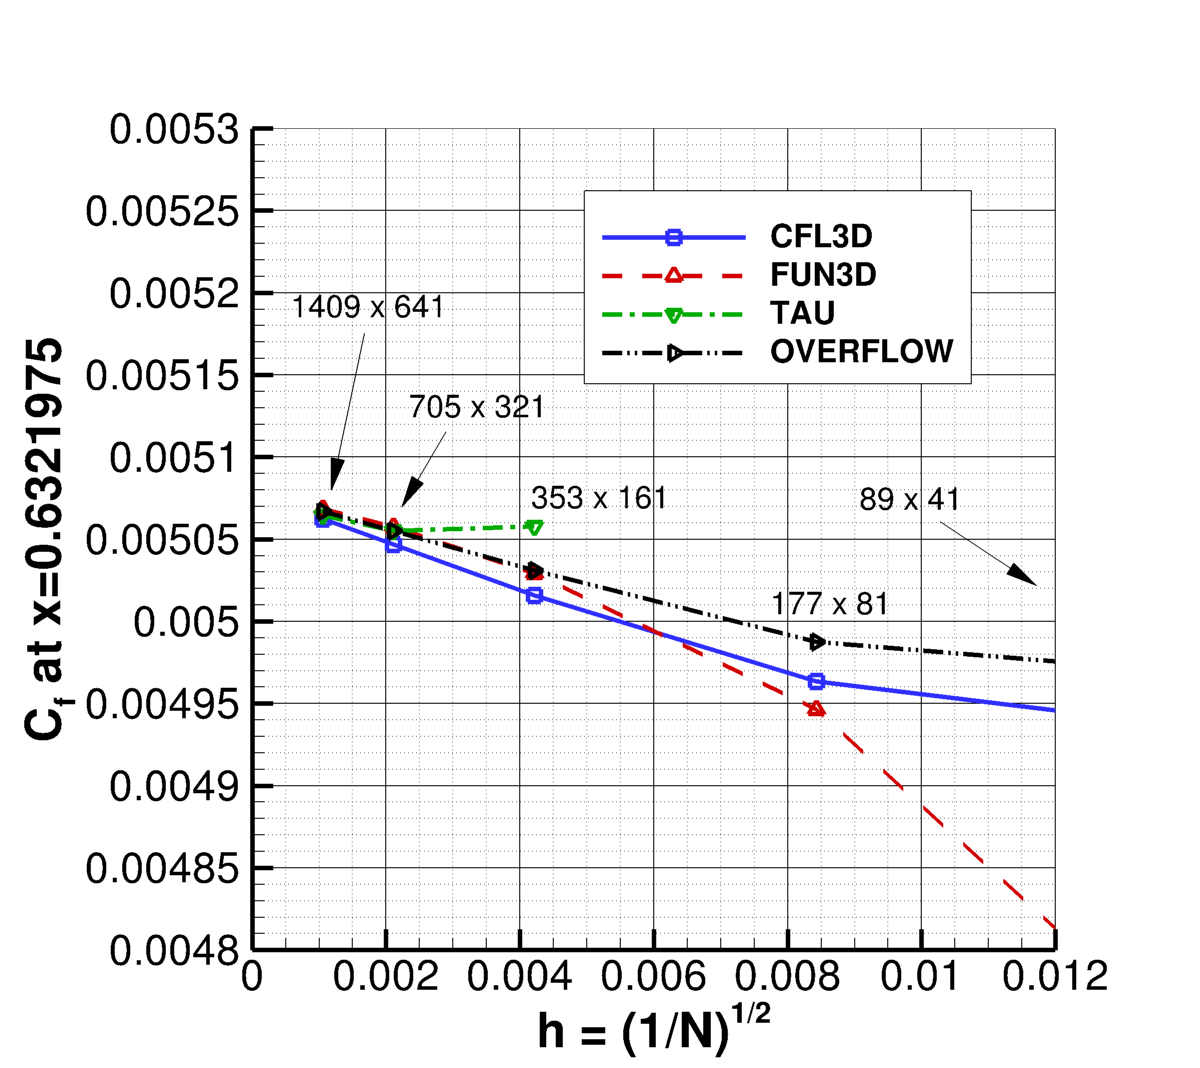 0.0053
0.00525
0.0052
0.00515
0.0051
0.00505
0.005
0.00495
0.0049
0.00485
0.0048
C_f at x=0.6321975
CFL3D
FUN3D
TAU
OVERFLOW
1409 x 641
705 x 321
353 x 161
89 x 41
177 x 81
0 0.002 0.004 0.006 0.008 0.01 0.012
h = (1/N)^1/2